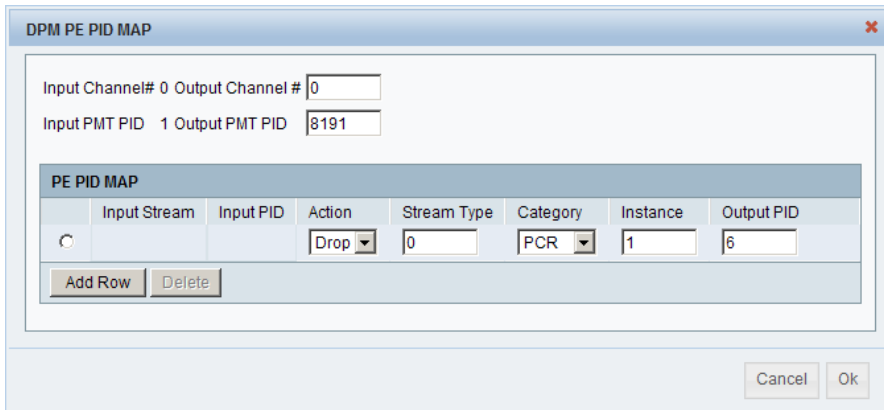 DPM PE PID MAP
Input Channel# 0 Output Channel # 0
Input PMT PID 1 Output PMT PID 8191
PE PID MAP
Input Stream Input PID Action Stream Type Category Instance Output PID
Drop 0 PCR 1 6
Add Row Delete
Cancel Ok